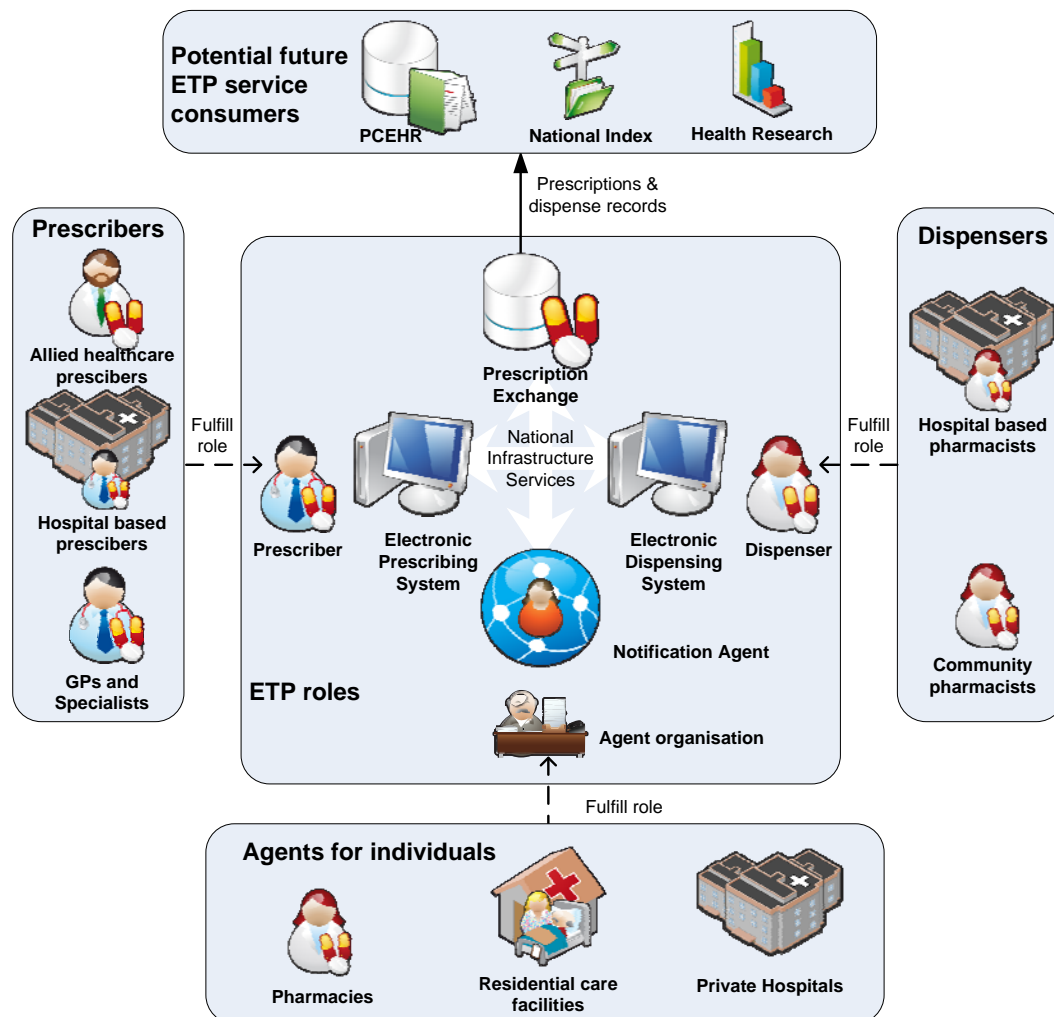 Potential future
ETP service
consumers
PCEHR
National Index
Health Research
Prescriptions &
dispense records
Prescribers
Allied healthcare
prescibers
Hospital based
prescibers
GPs and
Specialists
Fulfill
role
Prescription
Exchange
National
Infrastructure
Services
Prescriber
Electronic
Prescribing
System
Electronic
Dispensing
System
Dispenser
Notification Agent
ETP roles
Agent organisation
Fulfill
role
Dispensers
Hospital based
pharmacists
Community
pharmacists
Fulfill role
Agents for individuals
Pharmacies
Residential care
facilities
Private Hospitals